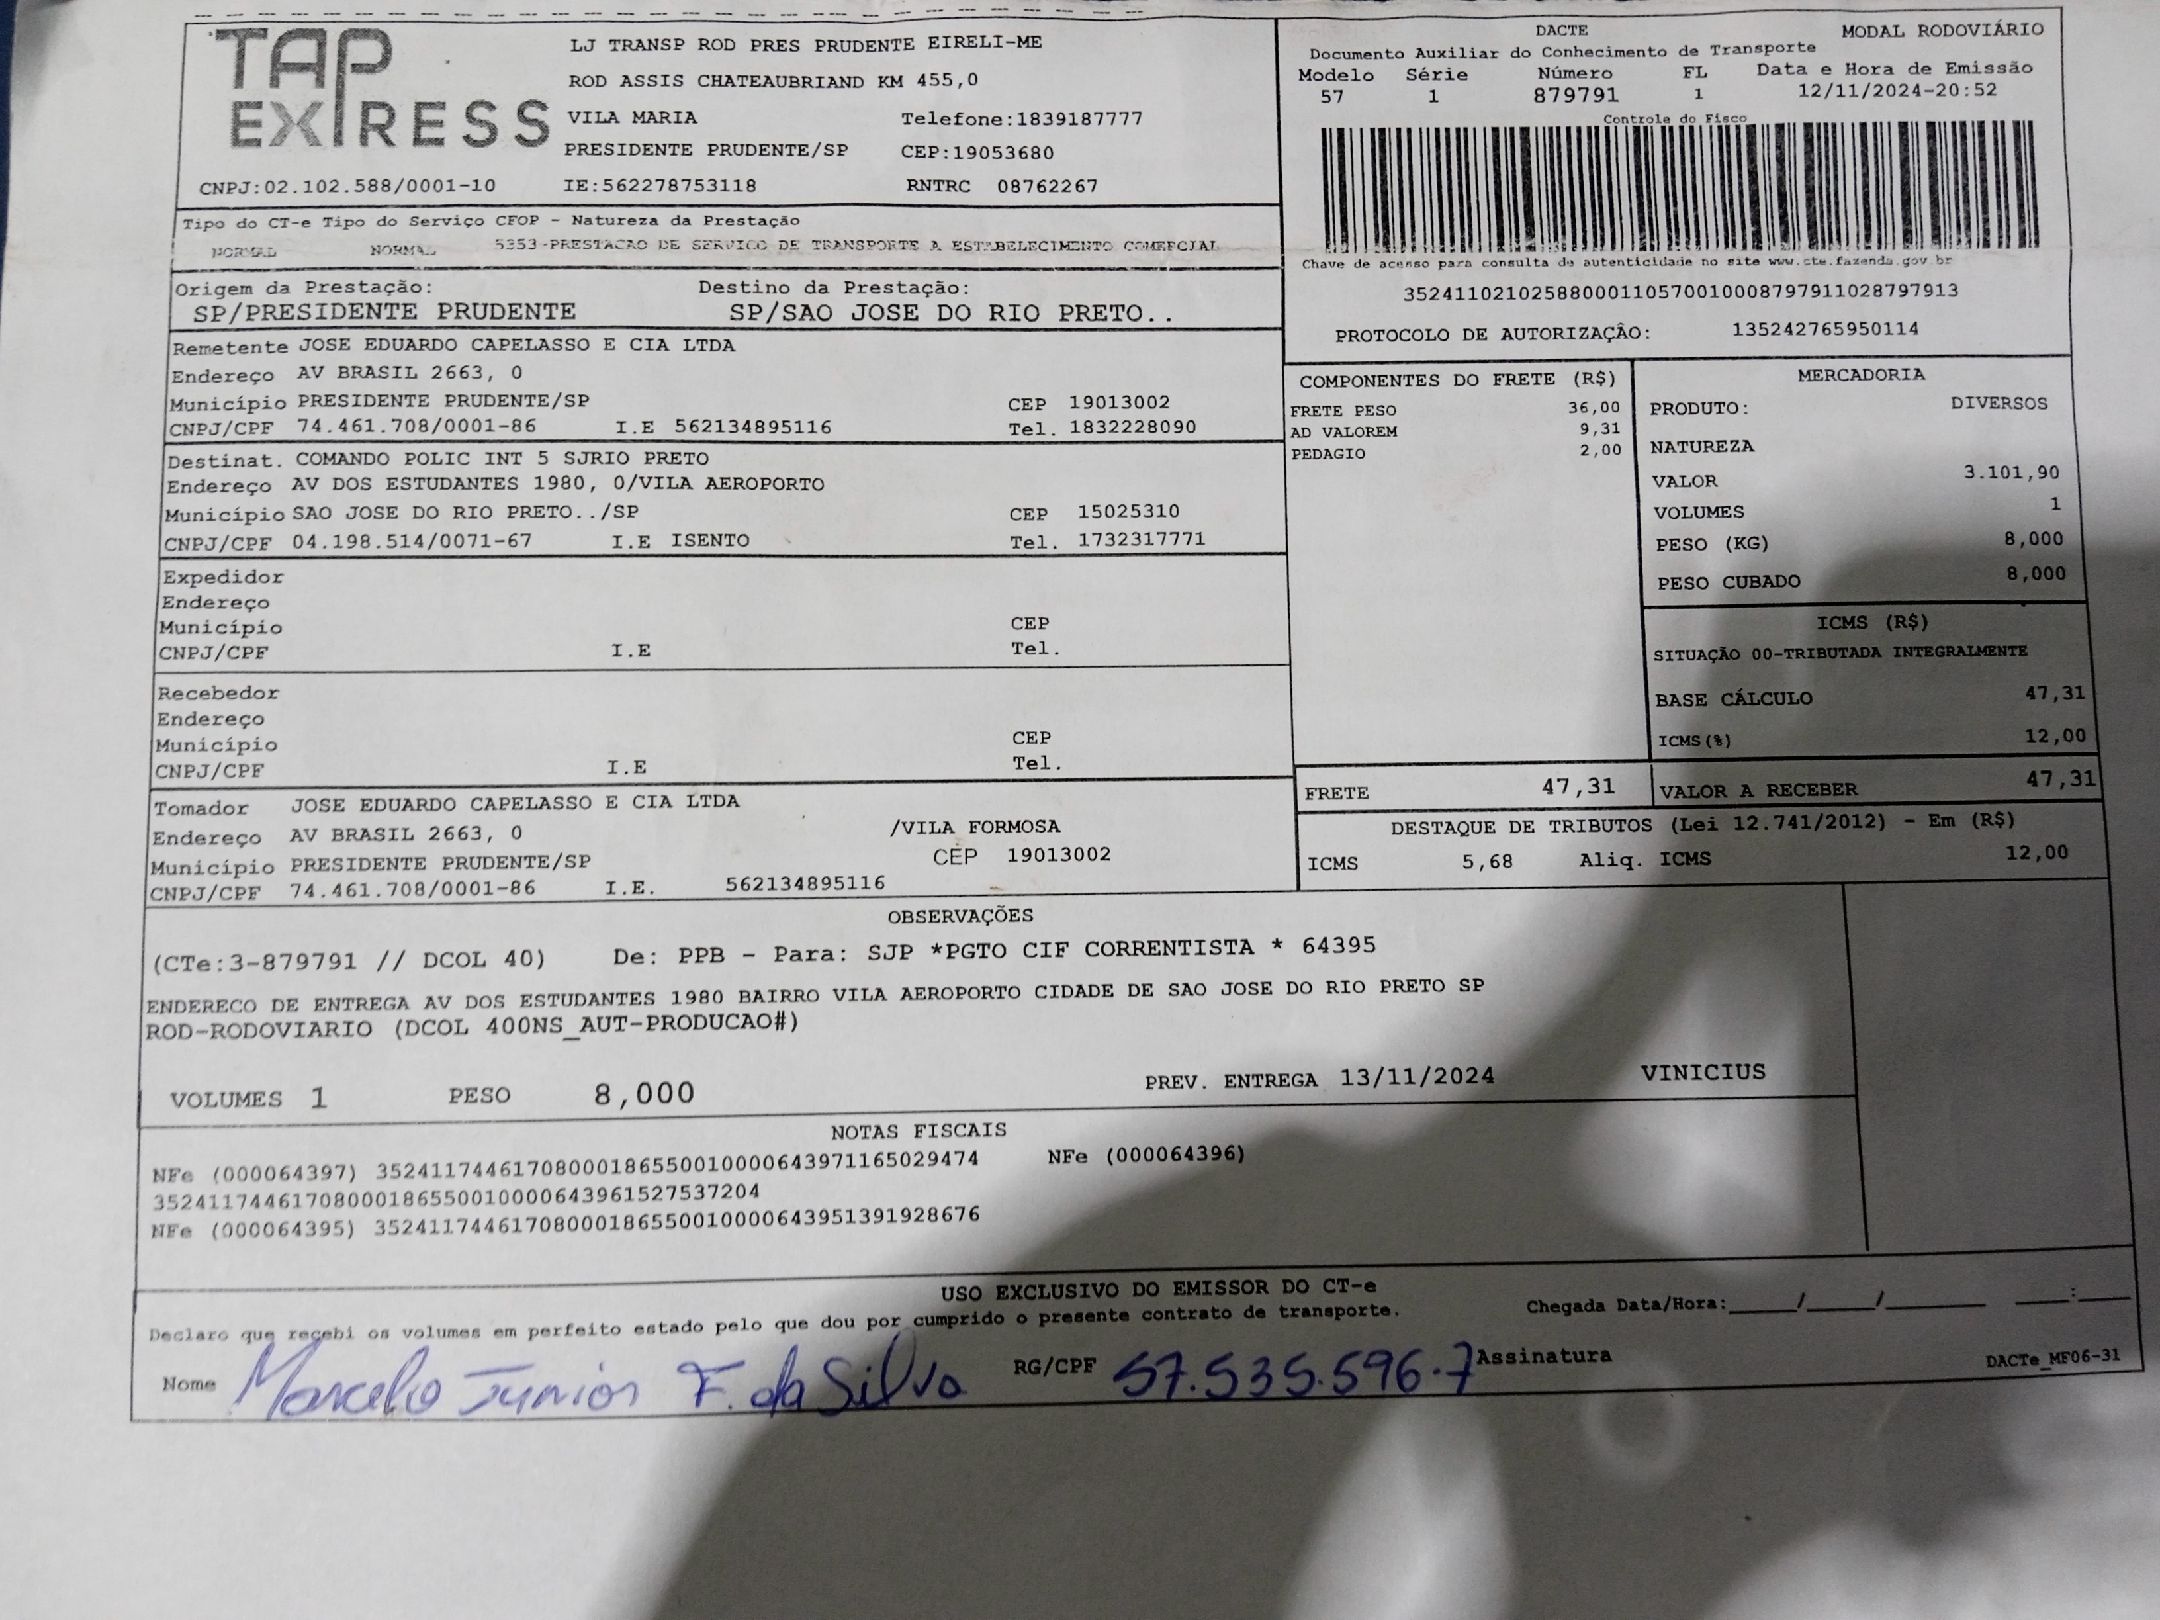 TAP EXPRESS
LJ TRANSP ROD PRES PRUDENTE EIRELI-ME
ROD ASSIS CHATEAUBRIAND KM 455,0
VILA MARIA Telefone:1839187777
PRESIDENTE PRUDENTE/SP CEP:19053680
CNPJ:02.102.588/0001-10 IE:562278753118 RNTRC 08762267
DACTE MODAL RODOVIÁRIO
Documento Auxiliar do Conhecimento de Transporte
Modelo Série Número FL Data e Hora de Emissão
57 1 879791 1 12/11/2024-20:52
Controle do Fisco
Chave de acesso para consulta de autenticidade no site www.cte.fazenda.gov.br
35241102102588000110570010008797911028797913
PROTOCOLO DE AUTORIZAÇÃO: 135242765950114
Tipo do CT-e Tipo do Serviço CFOP - Natureza da Prestação
NORMAL NORMAL 5353-PRESTACAO DE SERVICO DE TRANSPORTE A ESTABELECIMENTO COMERCIAL
Origem da Prestação: Destino da Prestação:
SP/PRESIDENTE PRUDENTE SP/SAO JOSE DO RIO PRETO..
Remetente JOSE EDUARDO CAPELASSO E CIA LTDA
Endereço AV BRASIL 2663, 0
Município PRESIDENTE PRUDENTE/SP CEP 19013002
CNPJ/CPF 74.461.708/0001-86 I.E 562134895116 Tel. 1832228090
Destinat. COMANDO POLIC INT 5 SJRIO PRETO
Endereço AV DOS ESTUDANTES 1980, 0/VILA AEROPORTO
Município SAO JOSE DO RIO PRETO../SP CEP 15025310
CNPJ/CPF 04.198.514/0071-67 I.E ISENTO Tel. 1732317771
Expedidor
Endereço
Município CEP
CNPJ/CPF I.E Tel.
Recebedor
Endereço
Município CEP
CNPJ/CPF I.E Tel.
Tomador JOSE EDUARDO CAPELASSO E CIA LTDA
Endereço AV BRASIL 2663, 0 /VILA FORMOSA
Município PRESIDENTE PRUDENTE/SP CEP 19013002
CNPJ/CPF 74.461.708/0001-86 I.E. 562134895116
COMPONENTES DO FRETE (R$)
FRETE PESO 36,00
AD VALOREM 9,31
PEDAGIO 2,00
MERCADORIA
PRODUTO: DIVERSOS
NATUREZA
VALOR 3.101,90
VOLUMES 1
PESO (KG) 8,000
PESO CUBADO 8,000
ICMS (R$)
SITUAÇÃO 00-TRIBUTADA INTEGRALMENTE
BASE CÁLCULO 47,31
ICMS(%) 12,00
FRETE 47,31 VALOR A RECEBER 47,31
DESTAQUE DE TRIBUTOS (Lei 12.741/2012) - Em (R$)
ICMS 5,68 Aliq. ICMS 12,00
OBSERVAÇÕES
(CTe:3-879791 // DCOL 40) De: PPB - Para: SJP *PGTO CIF CORRENTISTA * 64395
ENDERECO DE ENTREGA AV DOS ESTUDANTES 1980 BAIRRO VILA AEROPORTO CIDADE DE SAO JOSE DO RIO PRETO SP
ROD-RODOVIARIO (DCOL 400NS_AUT-PRODUCAO#)
VOLUMES 1 PESO 8,000 PREV. ENTREGA 13/11/2024 VINICIUS
NOTAS FISCAIS
NFe (000064397) 35241174461708000186550010000643971165029474 NFe (000064396)
35241174461708000186550010000643961527537204
NFe (000064395) 35241174461708000186550010000643951391928676
USO EXCLUSIVO DO EMISSOR DO CT-e
Declaro que recebi os volumes em perfeito estado pelo que dou por cumprido o presente contrato de transporte. Chegada Data/Hora:_____/_____/________ ____:____
Nome Marcelo Junior F. da Silva RG/CPF 57.535.596-7 Assinatura DACTe_MF06-31